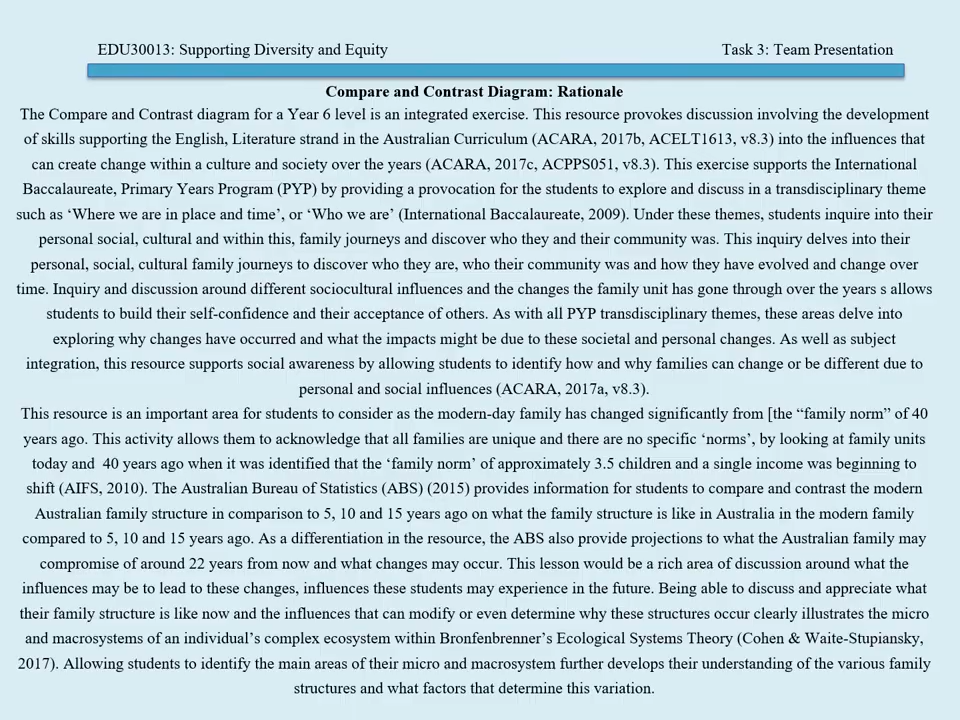 EDU30013: Supporting Diversity and Equity
Task 3: Team Presentation
Compare and Contrast Diagram: Rationale
The Compare and Contrast diagram for a Year 6 level is an integrated exercise. This resource provokes discussion involving the development
of skills supporting the English, Literature strand in the Australian Curriculum (ACARA, 2017b, ACELT1613, v8.3) into the influences that
can create change within a culture and society over the years (ACARA, 2017c, ACPPS051, v8.3). This exercise supports the International
Baccalaureate, Primary Years Program (PYP) by providing a provocation for the students to explore and discuss in a transdisciplinary theme
such as ‘Where we are in place and time’, or ‘Who we are’ (International Baccalaureate, 2009). Under these themes, students inquire into their
personal social, cultural and within this, family journeys and discover who they and their community was. This inquiry delves into their
personal, social, cultural family journeys to discover who they are, who their community was and how they have evolved and change over
time. Inquiry and discussion around different sociocultural influences and the changes the family unit has gone through over the years s allows
students to build their self-confidence and their acceptance of others. As with all PYP transdisciplinary themes, these areas delve into
exploring why changes have occurred and what the impacts might be due to these societal and personal changes. As well as subject
integration, this resource supports social awareness by allowing students to identify how and why families can change or be different due to
personal and social influences (ACARA, 2017a, v8.3).
This resource is an important area for students to consider as the modern-day family has changed significantly from [the “family norm” of 40
years ago. This activity allows them to acknowledge that all families are unique and there are no specific ‘norms’, by looking at family units
today and  40 years ago when it was identified that the ‘family norm’ of approximately 3.5 children and a single income was beginning to
shift (AIFS, 2010). The Australian Bureau of Statistics (ABS) (2015) provides information for students to compare and contrast the modern
Australian family structure in comparison to 5, 10 and 15 years ago on what the family structure is like in Australia in the modern family
compared to 5, 10 and 15 years ago. As a differentiation in the resource, the ABS also provide projections to what the Australian family may
compromise of around 22 years from now and what changes may occur. This lesson would be a rich area of discussion around what the
influences may be to lead to these changes, influences these students may experience in the future. Being able to discuss and appreciate what
their family structure is like now and the influences that can modify or even determine why these structures occur clearly illustrates the micro
and macrosystems of an individual’s complex ecosystem within Bronfenbrenner’s Ecological Systems Theory (Cohen & Waite-Stupiansky,
2017). Allowing students to identify the main areas of their micro and macrosystem further develops their understanding of the various family
structures and what factors that determine this variation.